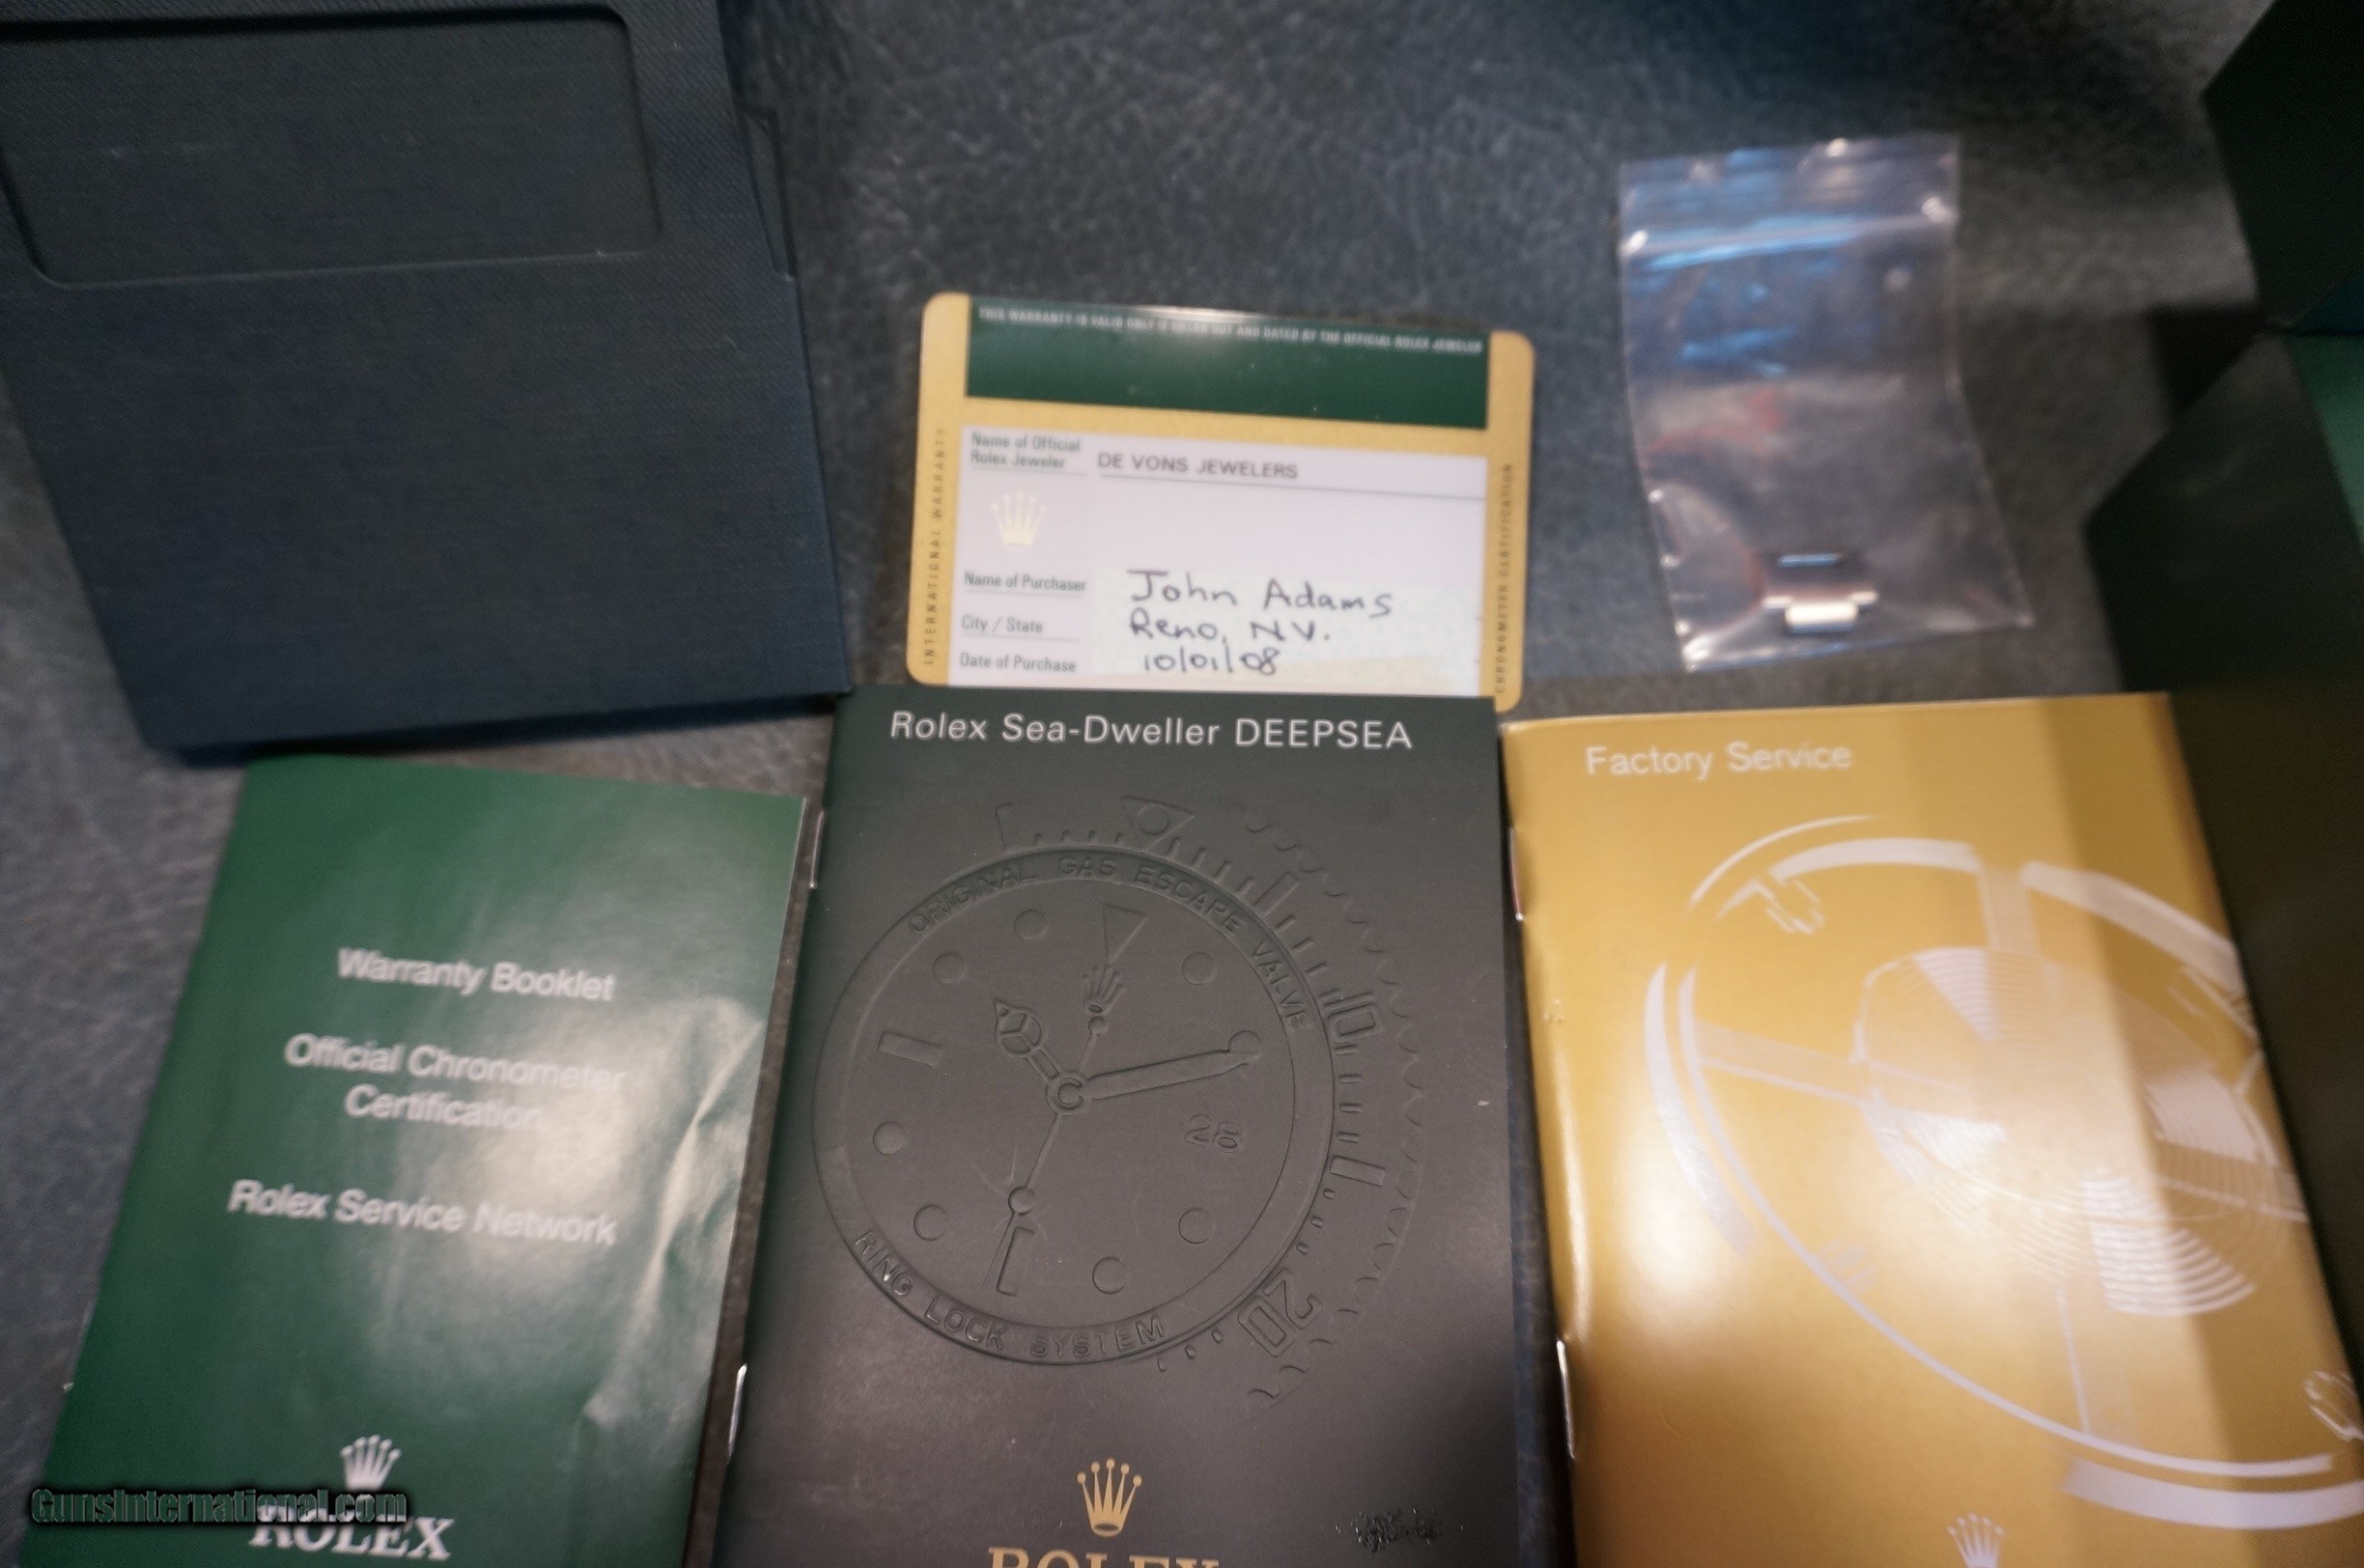 THIS WARRANTY IS VALID ONLY IF FILLED OUT AND DATED BY THE OFFICIAL ROLEX JEWELER
INTERNATIONAL WARRANTY
Name of Official
Rolex Jeweler
DE VONS JEWELERS
Name of Purchaser
John Adams
City / State
Reno, NV.
Date of Purchase
10/01/08
CHRONOMETER CERTIFICATION
Warranty Booklet
Official Chronometer
Certification
Rolex Service Network
ROLEX
GunsInternational.com
Rolex Sea-Dweller DEEPSEA
ORIGINAL GAS ESCAPE VALVE
10
28
20
RING LOCK SYSTEM
ROLEX
Factory Service